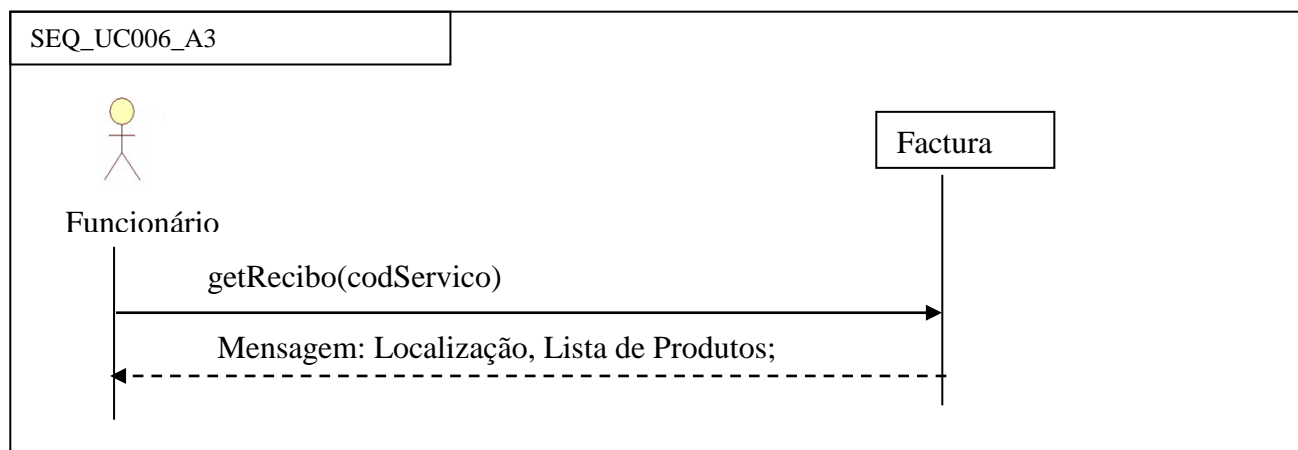 SEQ_UC006_A3
Factura
Funcionário
getRecibo(codServico)
Mensagem: Localização, Lista de Produtos;